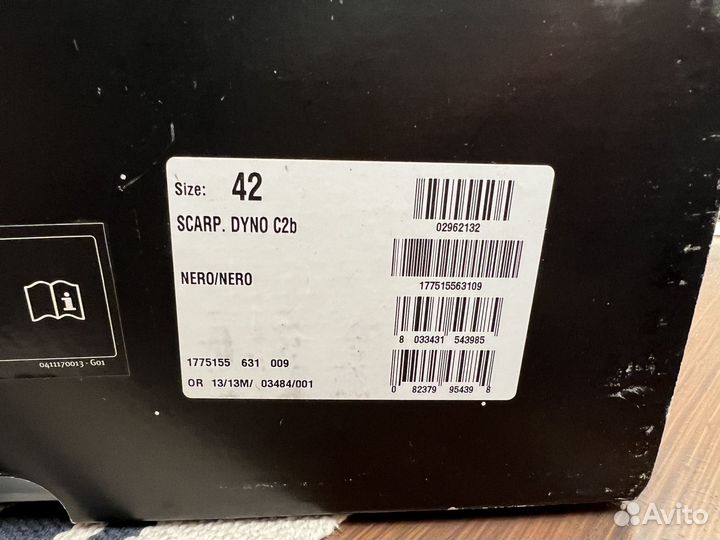 Size: 42
02962132
SCARP. DYNO C2b
177515563109
NERO/NERO
8 033431 543985
1775155 631 009
OR 13/13M/ 03484/001
0 82379 95439 8
i
0411170013 - G01
Avito